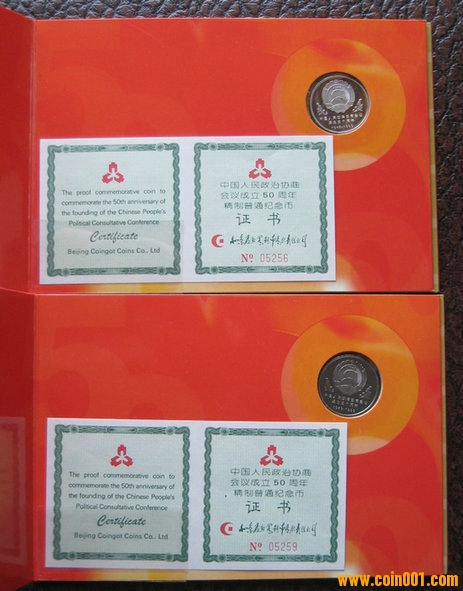 The proof commemorative coin to
commemorate the 50th anniversary of
the founding of the Chinese People's
Political Consultative Conference
Certificate
Beijing Coingot Coins Co., Ltd
中国人民政治协商
会议成立50周年
精制普通纪念币
证 书
№ 05256
The proof commemorative coin to
commemorate the 50th anniversary of
the founding of the Chinese People's
Political Consultative Conference
Certificate
Beijing Coingot Coins Co., Ltd
中国人民政治协商
会议成立50周年
精制普通纪念币
证 书
№ 05259
www.coin001.com